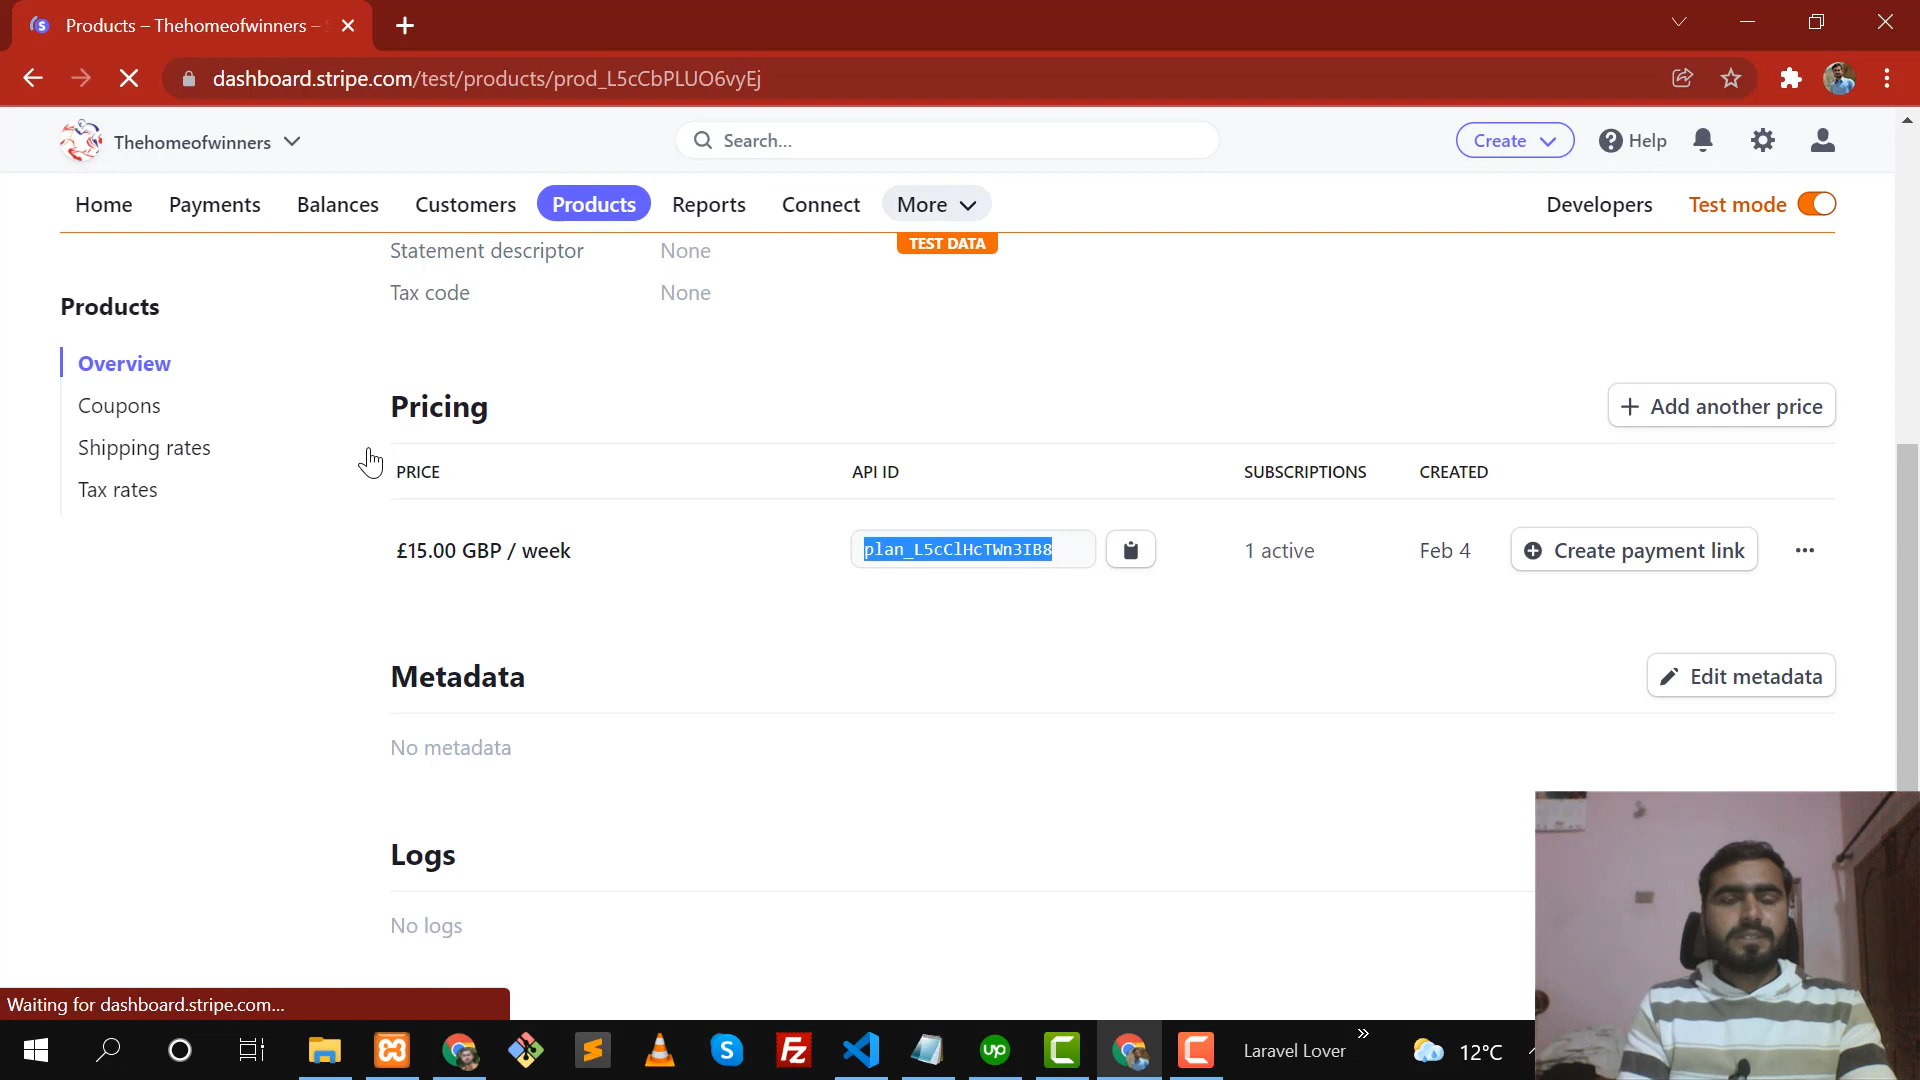 Products – Thehomeofwinners –
dashboard.stripe.com/test/products/prod_L5cCbPLUO6vyEj
Thehomeofwinners
Search...
Create
Help
Home
Payments
Balances
Customers
Products
Reports
Connect
More
Developers
Test mode
TEST DATA
Statement descriptor None
Tax code None
Products
Overview
Coupons
Shipping rates
Tax rates
Pricing
Add another price
PRICE API ID SUBSCRIPTIONS CREATED
£15.00 GBP / week plan_L5cClHcTWn3IB8 1 active Feb 4 Create payment link
Metadata
Edit metadata
No metadata
Logs
No logs
Waiting for dashboard.stripe.com...
Laravel Lover
12°C